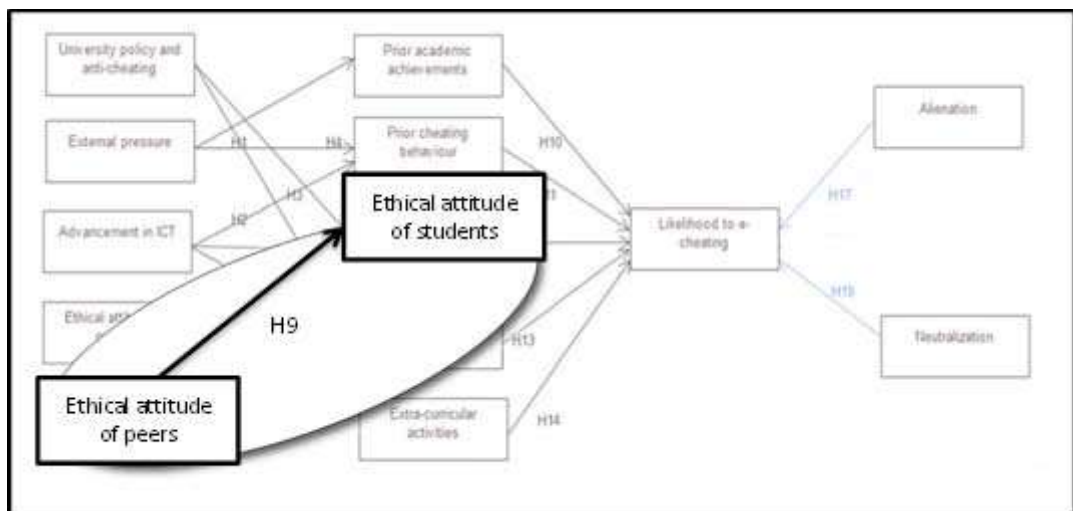 University policy and
anti-cheating
Prior academic
achievements
Alienation
External pressure
H1
H4
Prior cheating
behaviour
H10
H3
H2
Advancement in ICT
Ethical attitude
of students
Likelihood to e-
cheating
H17
Ethical
H9
H13
Neutralization
Ethical attitude
of peers
Extra-curricular
activities
H14